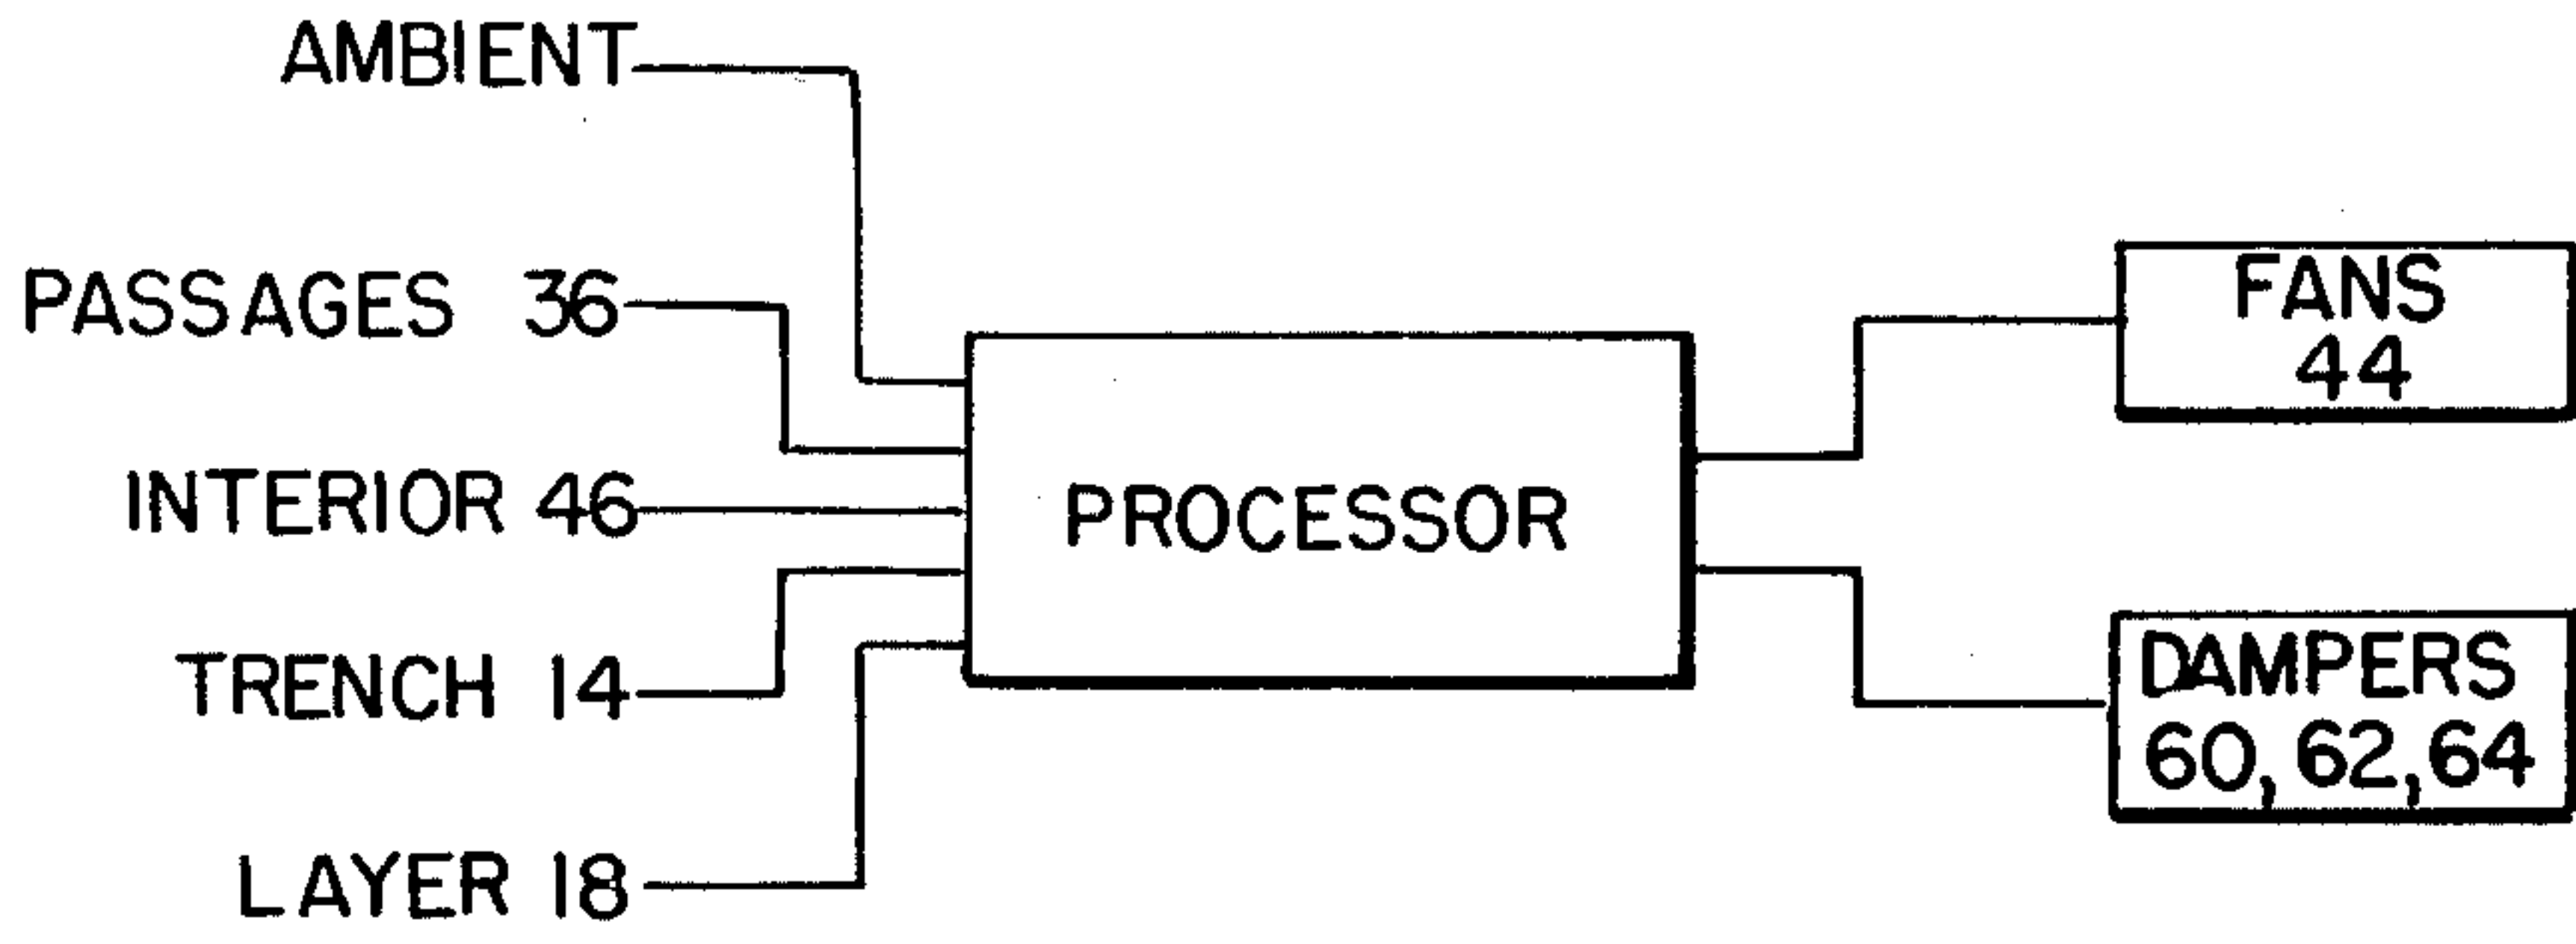 AMBIENT
PASSAGES 36
INTERIOR 46
TRENCH 14
LAYER 18
PROCESSOR
FANS
44
DAMPERS
60, 62, 64